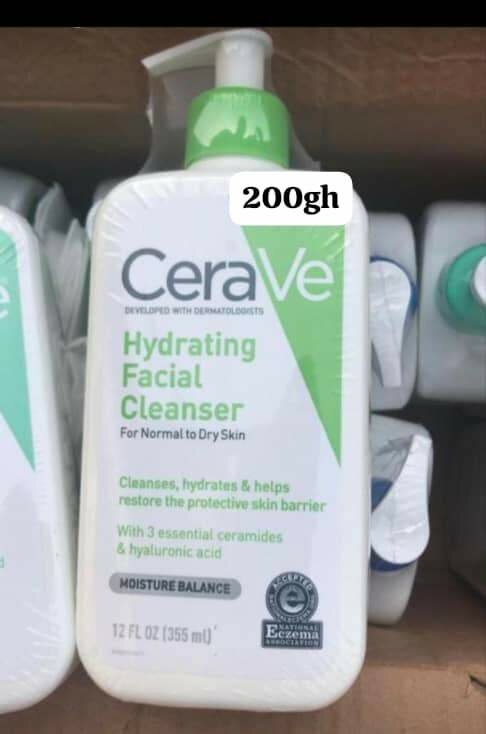 200gh
CeraVe
DEVELOPED WITH DERMATOLOGISTS
Hydrating
Facial
Cleanser
For Normal to Dry Skin
Cleanses, hydrates & helps
restore the protective skin barrier
With 3 essential ceramides
& hyaluronic acid
MOISTURE BALANCE
12 FL OZ (355 ml)
ACCEPTED
NATIONAL
Eczema
ASSOCIATION